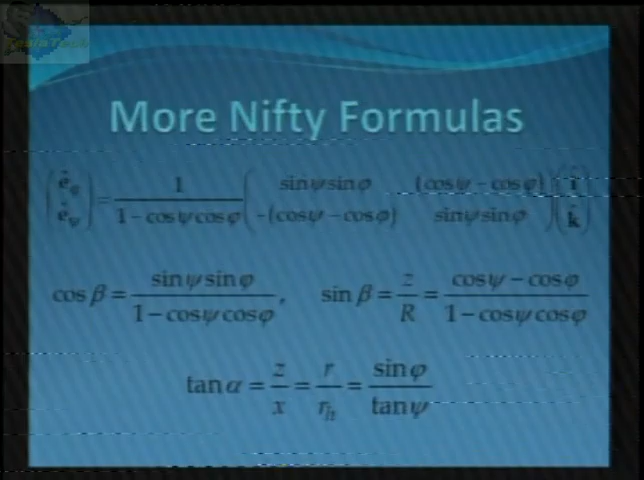 More Nifty Formulas
(ê_φ ê_ψ) = 1 / (1 - cosψ cosφ) ( sinψ sinφ (cosψ - cosφ) -(cosψ - cosφ) sinψ sinφ ) (î k̂)
cos β = sinψ sinφ / (1 - cosψ cosφ), sin β = z / R = (cosψ - cosφ) / (1 - cosψ cosφ)
tan α = z / x = r / r_h = sinφ / tanψ